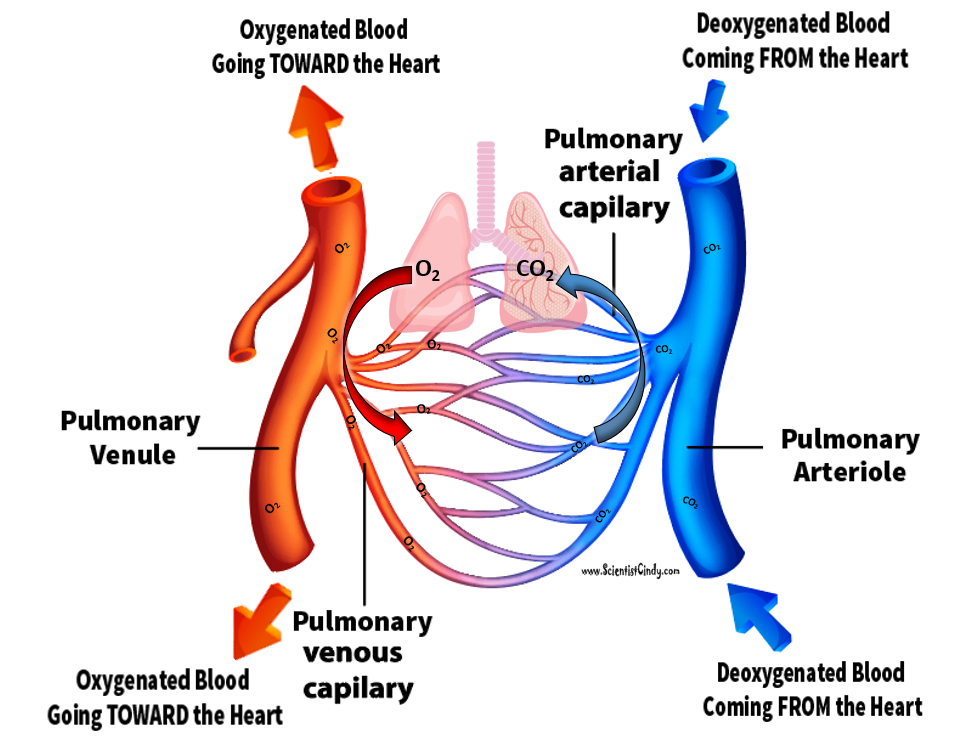 Oxygenated Blood
Going TOWARD the Heart
Deoxygenated Blood
Coming FROM the Heart
Pulmonary
arterial
capilary
O₂
CO₂
O₂
CO₂
O₂
O₂
O₂
CO₂
CO₂
O₂
O₂
Pulmonary
Venule
CO₂
Pulmonary
Arteriole
O₂
O₂
CO₂
CO₂
O₂
www.ScientistCindy.com
Pulmonary
venous
capilary
Oxygenated Blood
Going TOWARD the Heart
Deoxygenated Blood
Coming FROM the Heart